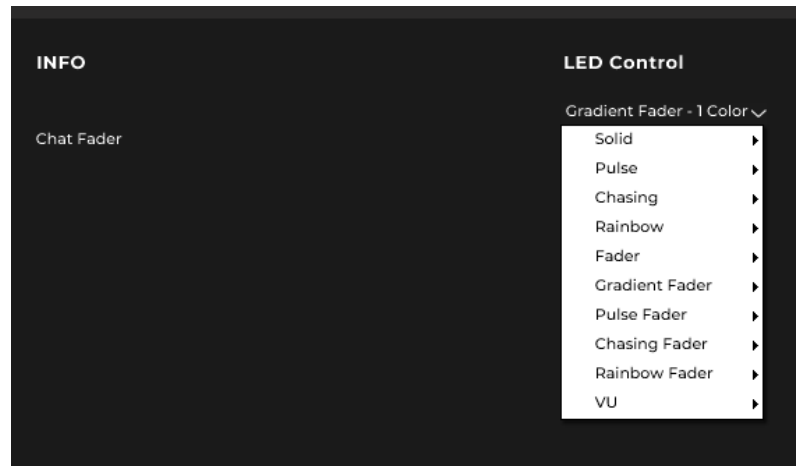 INFO
LED Control
Gradient Fader - 1 Color
Chat Fader
Solid
Pulse
Chasing
Rainbow
Fader
Gradient Fader
Pulse Fader
Chasing Fader
Rainbow Fader
VU